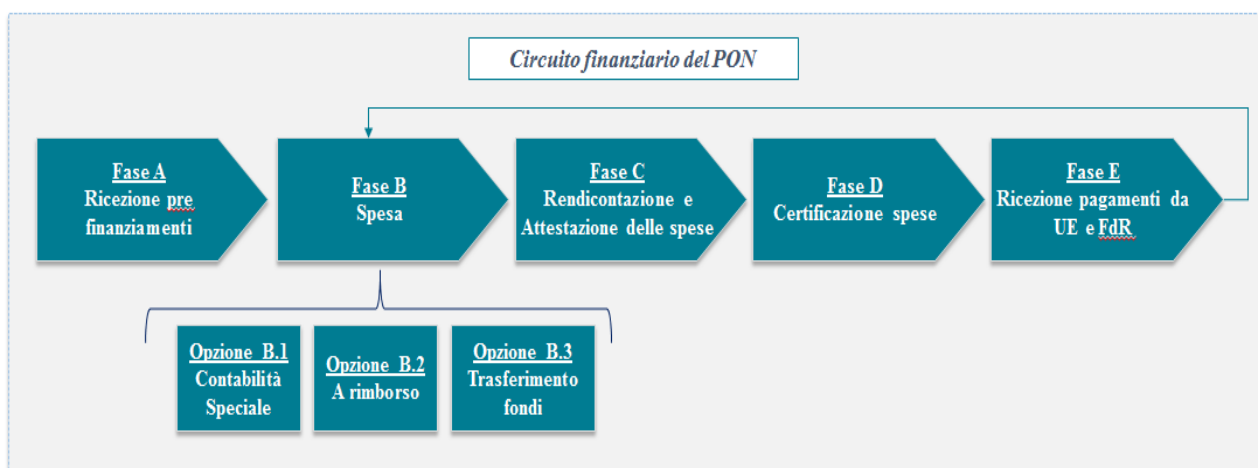 Circuito finanziario del PON
Fase A
Ricezione pre
finanziamenti
Fase B
Spesa
Fase C
Rendicontazione e
Attestazione delle spese
Fase D
Certificazione spese
Fase E
Ricezione pagamenti da
UE e FdR
Opzione B.1
Contabilità
Speciale
Opzione B.2
A rimborso
Opzione B.3
Trasferimento
fondi